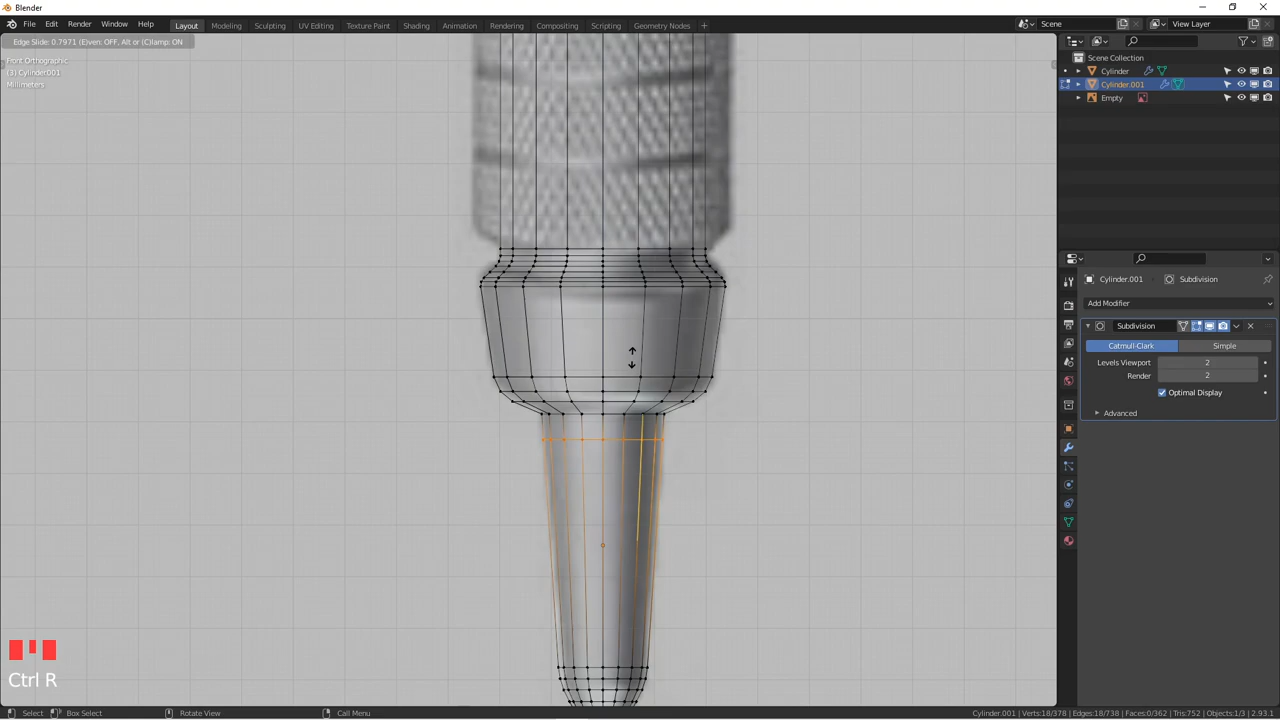 Blender
File Edit Render Window Help
Layout Modeling Sculpting UV Editing Texture Paint Shading Animation Rendering Compositing Scripting Geometry Nodes +
Scene
View Layer
Edge Slide: 0.7971 (E)ven: OFF, Alt or (C)lamp: ON
Front Orthographic
(3) Cylinder001
Millimeters
Scene Collection
Cylinder
Cylinder.001
Empty
Cylinder.001 Subdivision
Add Modifier
Subdivision
Catmull-Clark Simple
Levels Viewport 2
Render 2
Optimal Display
Advanced
Ctrl R
Select Box Select Rotate View Call Menu
Cylinder.001 | Verts:18/378 | Edges:18/738 | Faces:0/362 | Tris:752 | Objects:1/3 | 2.93.1